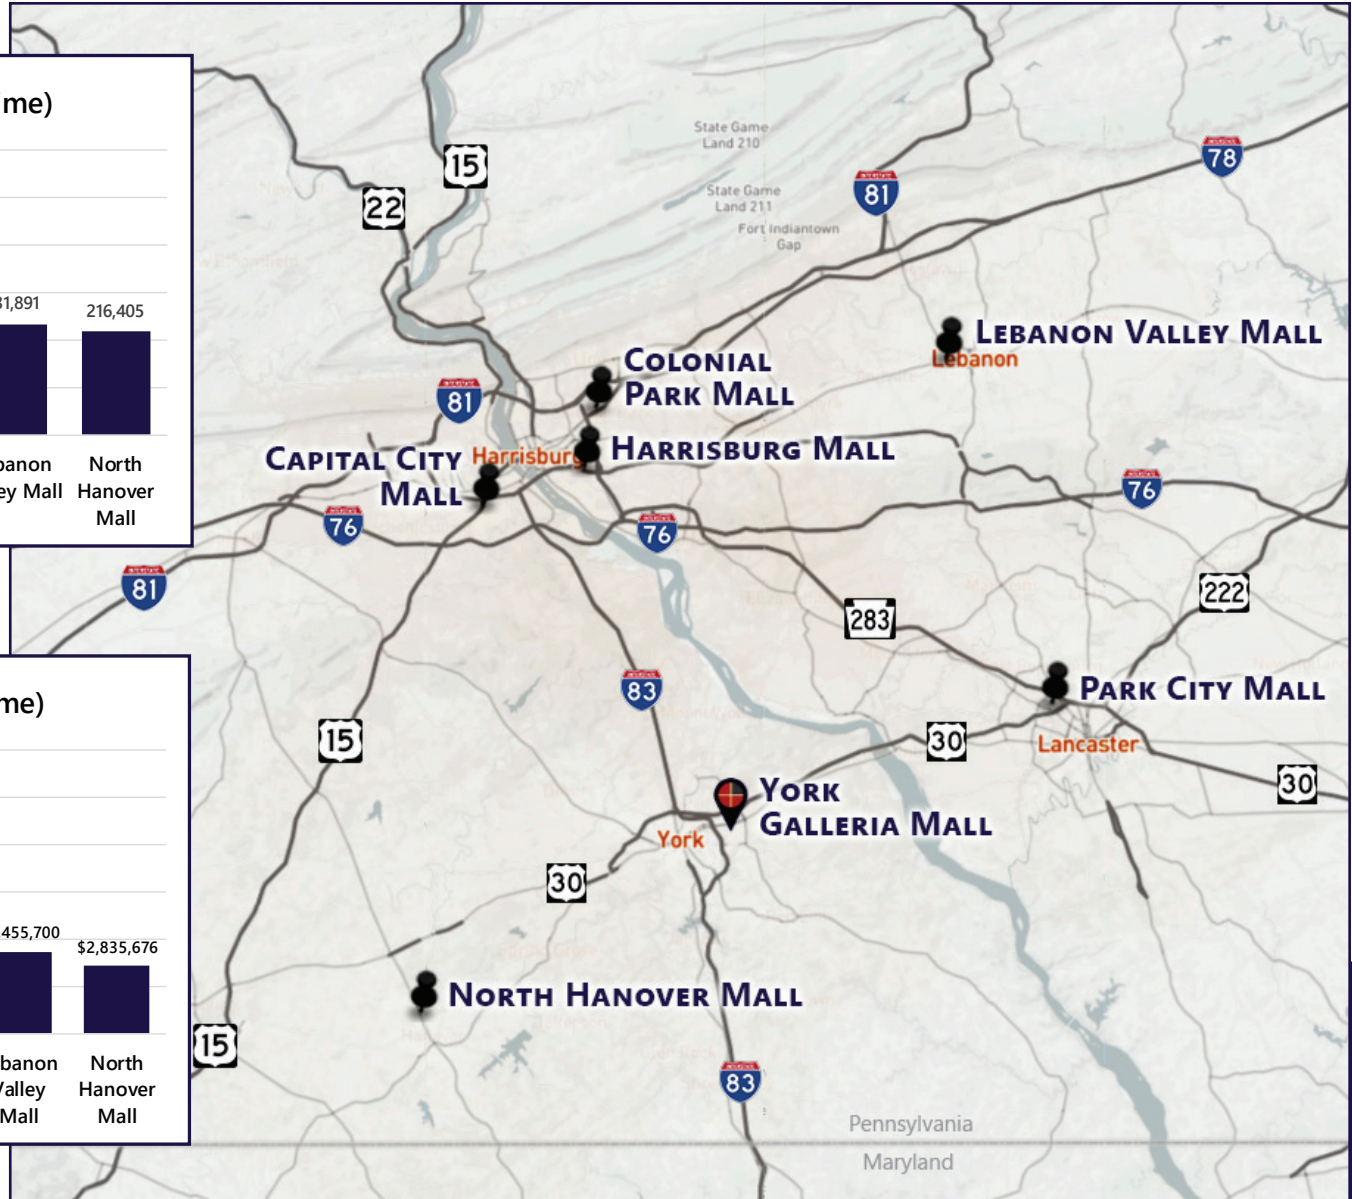 ime)
31,891
216,405
banon
ey Mall
North
Hanover
Mall
me)
455,700
$2,835,676
banon
Valley
Mall
North
Hanover
Mall
15
22
State Game
Land 210
State Game
Land 211
Fort Indiantown
Gap
81
78
Lebanon Valley Mall
Lebanon
Colonial
Park Mall
81
Harrisburg Mall
Capital City
Mall
Harrisburg
76
76
76
81
283
222
83
Park City Mall
15
30
Lancaster
30
York
Galleria Mall
York
30
North Hanover Mall
15
83
Pennsylvania
Maryland